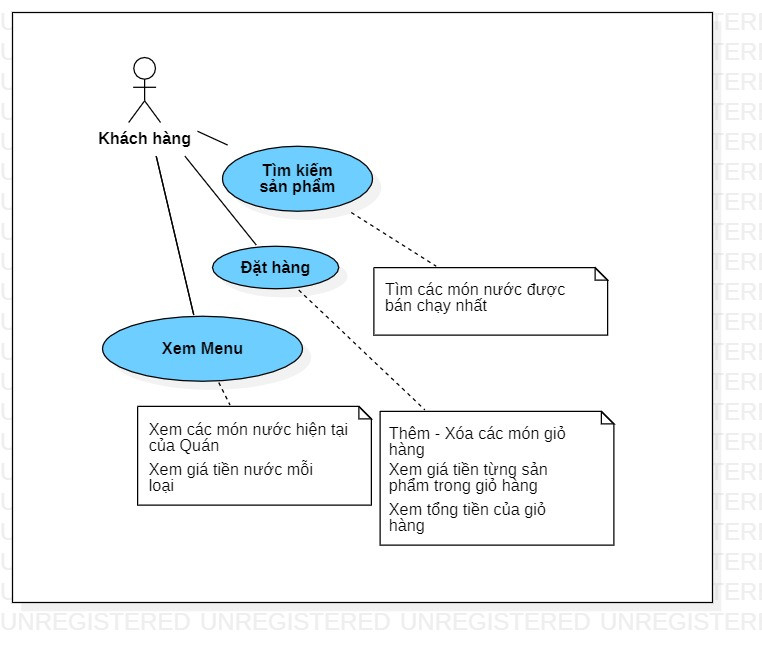 Khách hàng
Tìm kiếm
sản phẩm
Đặt hàng
Tìm các món nước được
bán chạy nhất
Xem Menu
Xem các món nước hiện tại
của Quán
Xem giá tiền nước mỗi
loại
Thêm - Xóa các món giỏ
hàng
Xem giá tiền từng sản
phẩm trong giỏ hàng
Xem tổng tiền của giỏ
hàng
UNREGISTERED UNREGISTERED UNREGISTERED UNREGISTERED